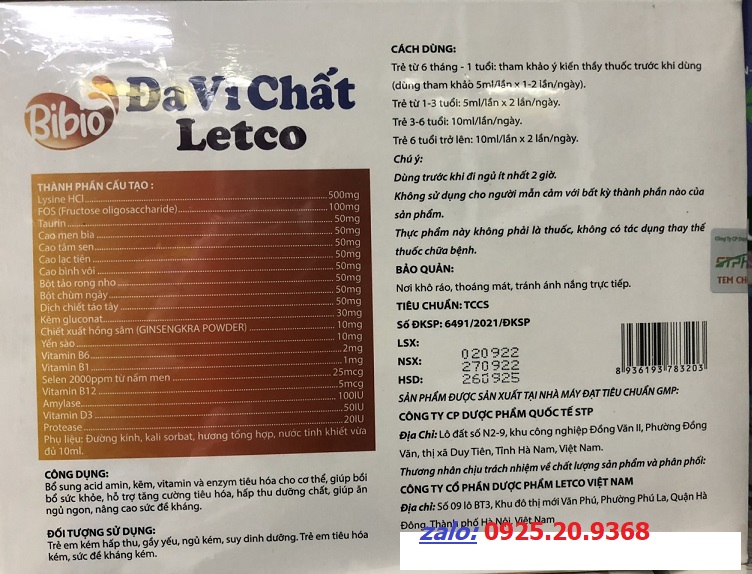 Bibio
Đa Vi Chất
Letco
THÀNH PHẦN CẤU TẠO :
Lysine HCl 500mg
FOS (Fructose oligosaccharide) 100mg
Taurin 50mg
Cao men bia 50mg
Cao tâm sen 50mg
Cao lạc tiên 50mg
Cao bình vôi 50mg
Bột tảo rong nho 50mg
Bột chùm ngày 50mg
Dịch chiết táo tây 50mg
Kẽm gluconat 30mg
Chiết xuất hồng sâm (GINSENGKRA POWDER) 10mg
Yến sào 10mg
Vitamin B6 2mg
Vitamin B1 1mg
Selen 2000ppm từ nấm men 25mcg
Vitamin B12 5mcg
Amylase 100IU
Vitamin D3 50IU
Protease 20IU
Phụ liệu: Đường kính, kali sorbat, hương tổng hợp, nước tinh khiết vừa
đủ 10ml.
CÔNG DỤNG:
Bổ sung acid amin, kẽm, vitamin và enzym tiêu hóa cho cơ thể, giúp bồi
bổ sức khỏe, hỗ trợ tăng cường tiêu hóa, hấp thu dưỡng chất, giúp ăn
ngủ ngon, nâng cao sức đề kháng.
ĐỐI TƯỢNG SỬ DỤNG:
Trẻ em kém hấp thu, gầy yếu, ngủ kém, suy dinh dưỡng. Trẻ em tiêu hóa
kém, sức đề kháng kém.
CÁCH DÙNG:
Trẻ từ 6 tháng - 1 tuổi: tham khảo ý kiến thầy thuốc trước khi dùng
(dùng tham khảo 5ml/lần x 1-2 lần/ngày).
Trẻ từ 1-3 tuổi: 5ml/lần x 2 lần/ngày.
Trẻ 3-6 tuổi: 10ml/lần x 2 lần/ngày.
Trẻ 6 tuổi trở lên: 10ml/lần x 2 lần/ngày.
Chú ý:
Dùng trước khi đi ngủ ít nhất 2 giờ.
Không sử dụng cho người mẫn cảm với bất kỳ thành phần nào của
sản phẩm.
Thực phẩm này không phải là thuốc, không có tác dụng thay thế
thuốc chữa bệnh.
BẢO QUẢN:
Nơi khô ráo, thoáng mát, tránh ánh nắng trực tiếp.
TIÊU CHUẨN: TCCS
Số ĐKSP: 6491/2021/ĐKSP
LSX: 020922
NSX: 270922
HSD: 260925
8 936193 783203
SẢN PHẨM ĐƯỢC SẢN XUẤT TẠI NHÀ MÁY ĐẠT TIÊU CHUẨN GMP:
CÔNG TY CP DƯỢC PHẨM QUỐC TẾ STP
Địa Chỉ: Lô đất số N2-9, khu công nghiệp Đồng Văn II, Phường Đồng
Văn, thị xã Duy Tiên, Tỉnh Hà Nam, Việt Nam.
Thương nhân chịu trách nhiệm về chất lượng sản phẩm và phân phối:
CÔNG TY CỔ PHẦN DƯỢC PHẨM LETCO VIỆT NAM
Địa chỉ: Số 09 lô BT3, Khu đô thị mới Văn Phú, Phường Phú La, Quận Hà
Đông, Thành phố Hà Nội, Việt Nam
zalo: 0925.20.9368
STPH
TEM CH